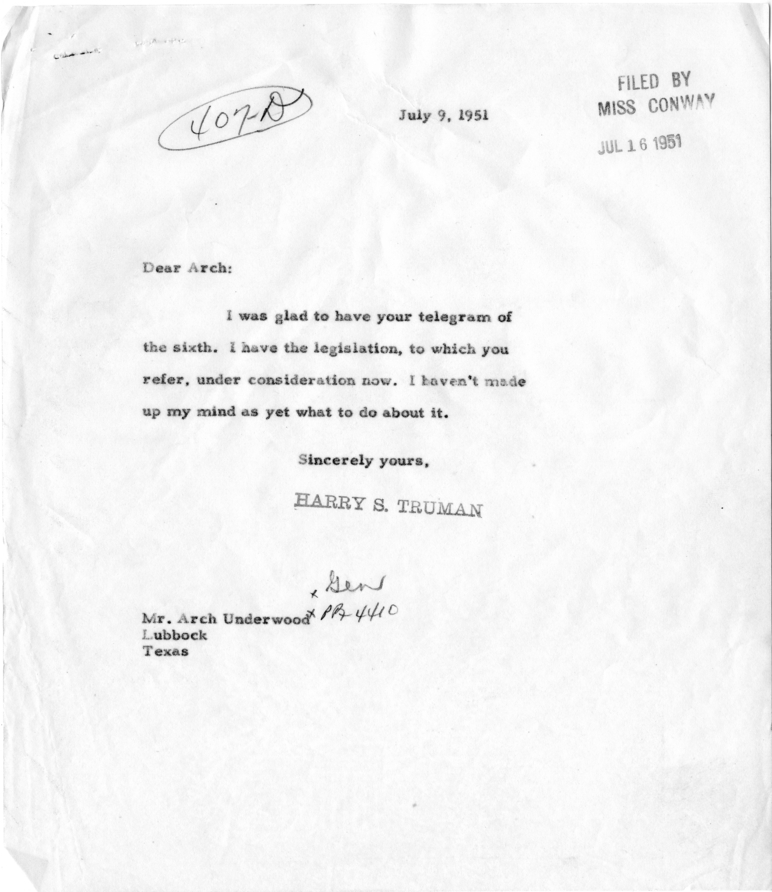 407-D
July 9, 1951
FILED BY
MISS CONWAY
JUL 16 1951
Dear Arch:
I was glad to have your telegram of
the sixth. I have the legislation, to which you
refer, under consideration now. I haven't made
up my mind as yet what to do about it.
Sincerely yours,
HARRY S. TRUMAN
x Gen
Mr. Arch Underwood x PPF 4410
Lubbock
Texas